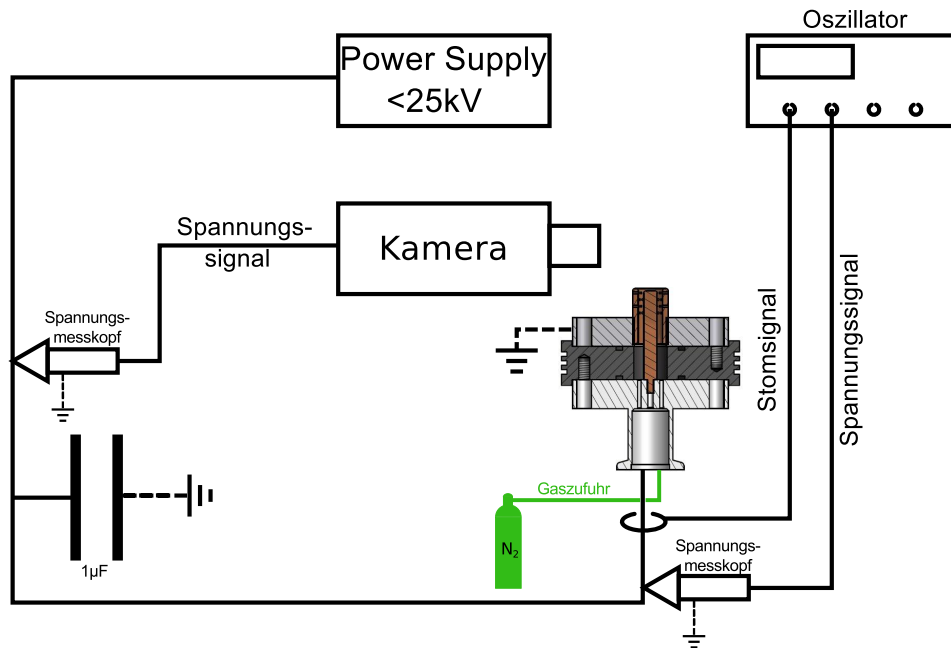 Oszillator
Power Supply
<25kV
Spannungs-
signal
Kamera
Spannungs-
messkopf
Stomsignal
Spannungssignal
Gaszufuhr
N₂
1µF
Spannungs-
messkopf